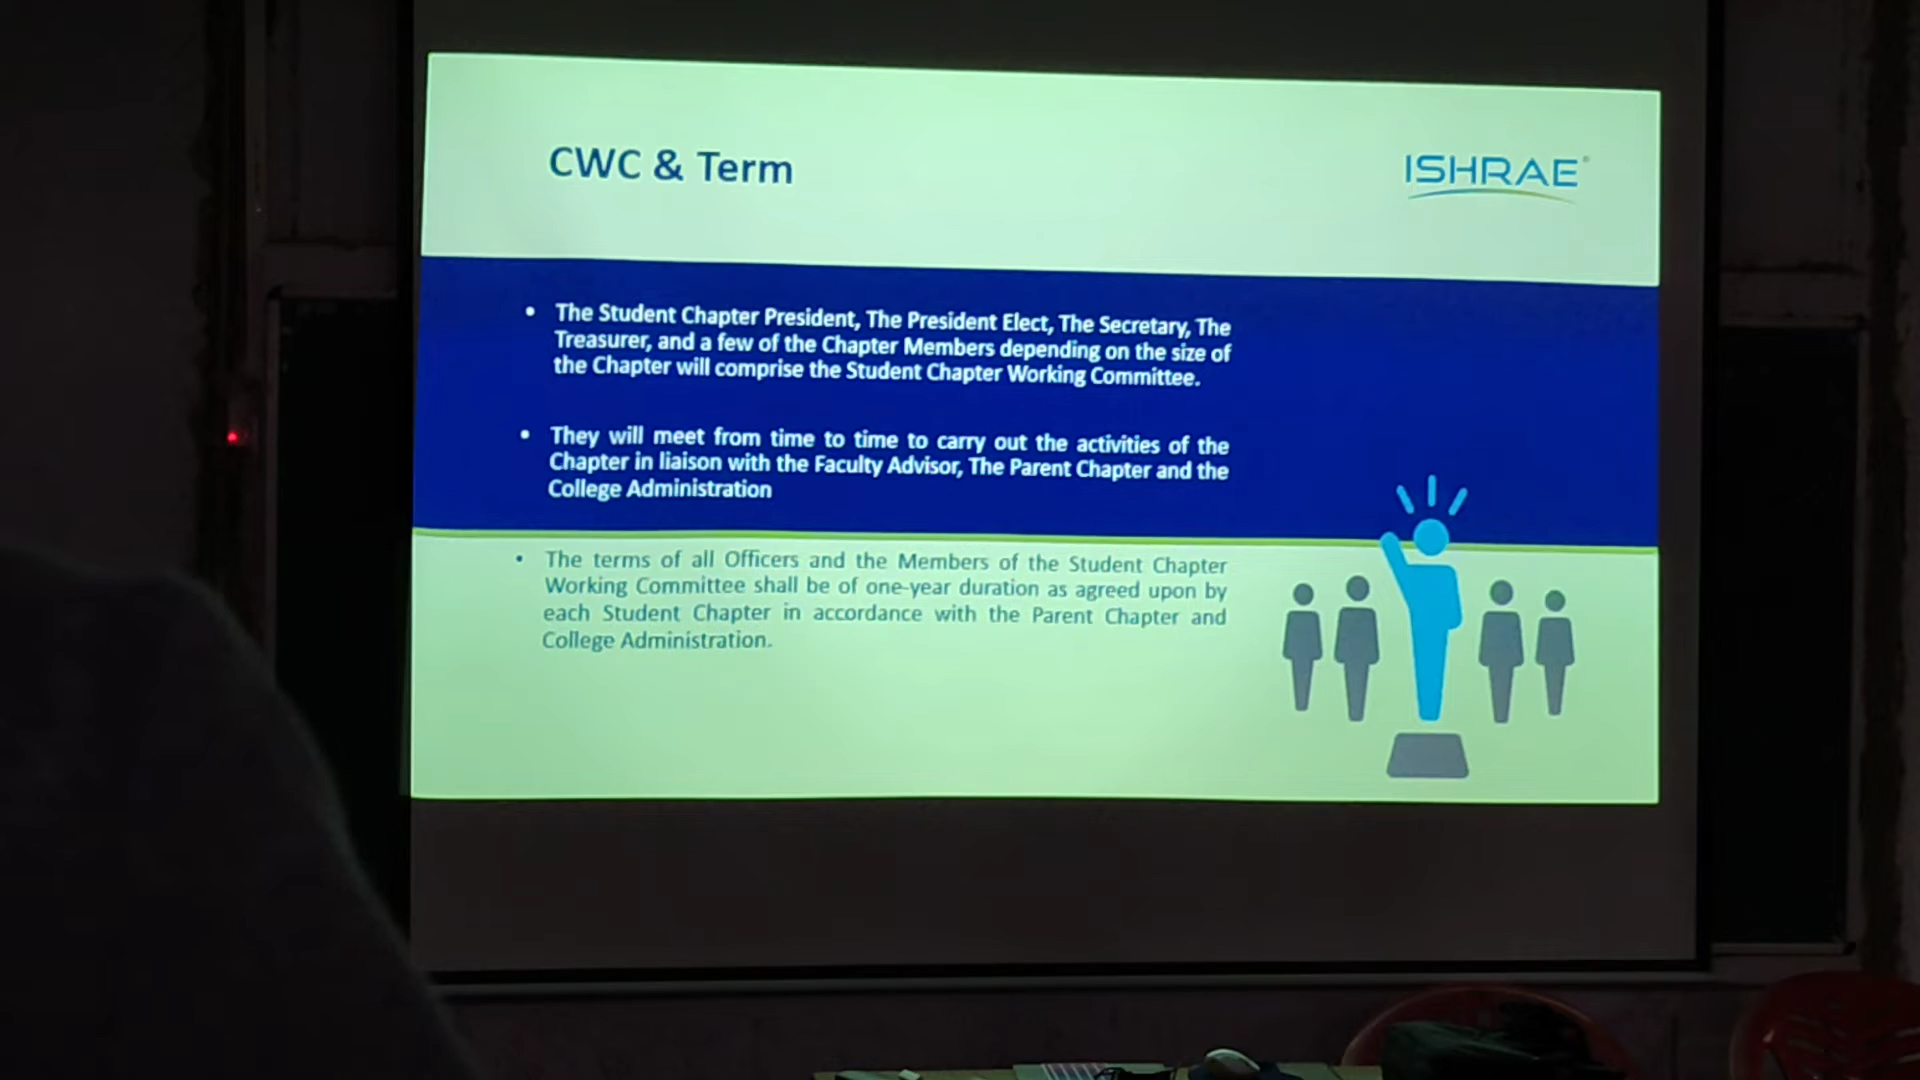 CWC & Term
ISHRAE
• The Student Chapter President, The President Elect, The Secretary, The
Treasurer, and a few of the Chapter Members depending on the size of
the Chapter will comprise the Student Chapter Working Committee.
• They will meet from time to time to carry out the activities of the
Chapter in liaison with the Faculty Advisor, The Parent Chapter and the
College Administration
• The terms of all Officers and the Members of the Student Chapter
Working Committee shall be of one-year duration as agreed upon by
each Student Chapter in accordance with the Parent Chapter and
College Administration.